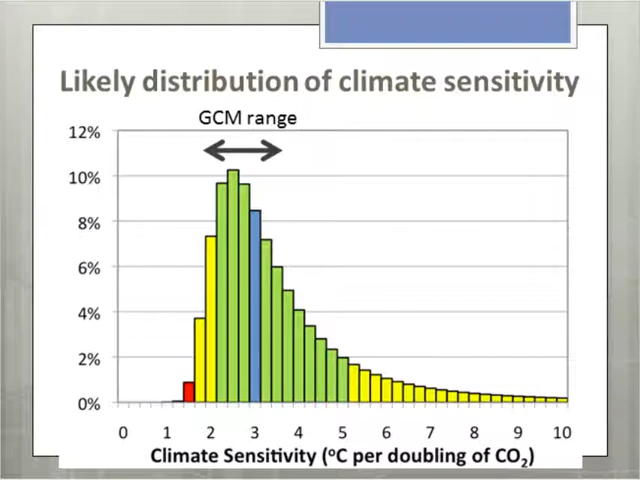 Likely distribution of climate sensitivity
GCM range
12%
10%
8%
6%
4%
2%
0%
0 1 2 3 4 5 6 7 8 9 10
Climate Sensitivity (°C per doubling of CO₂)